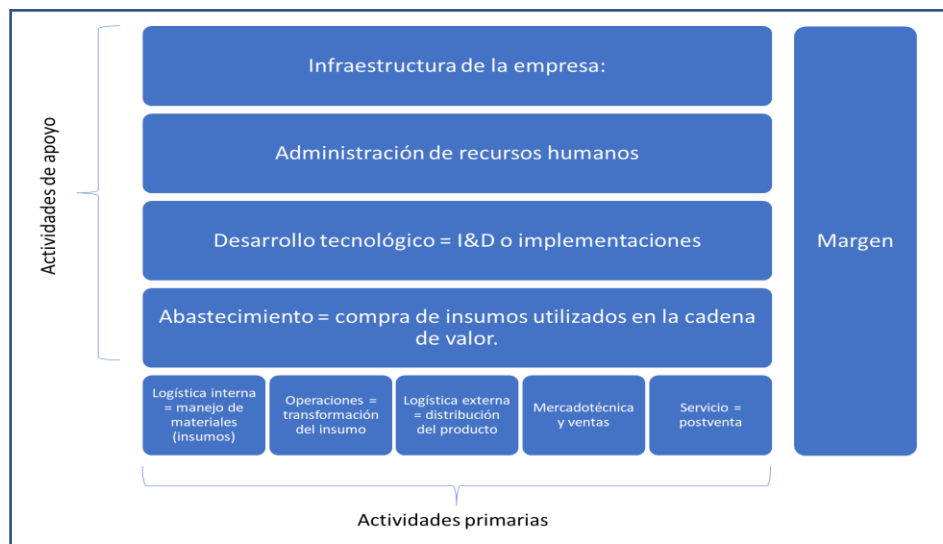 Actividades de apoyo
Infraestructura de la empresa:
Administración de recursos humanos
Desarrollo tecnológico = I&D o implementaciones
Abastecimiento = compra de insumos utilizados en la cadena
de valor.
Logística interna
= manejo de
materiales
(insumos)
Operaciones =
transformación
del insumo
Logística externa
= distribución
del producto
Mercadotécnica
y ventas
Servicio =
postventa
Margen
Actividades primarias